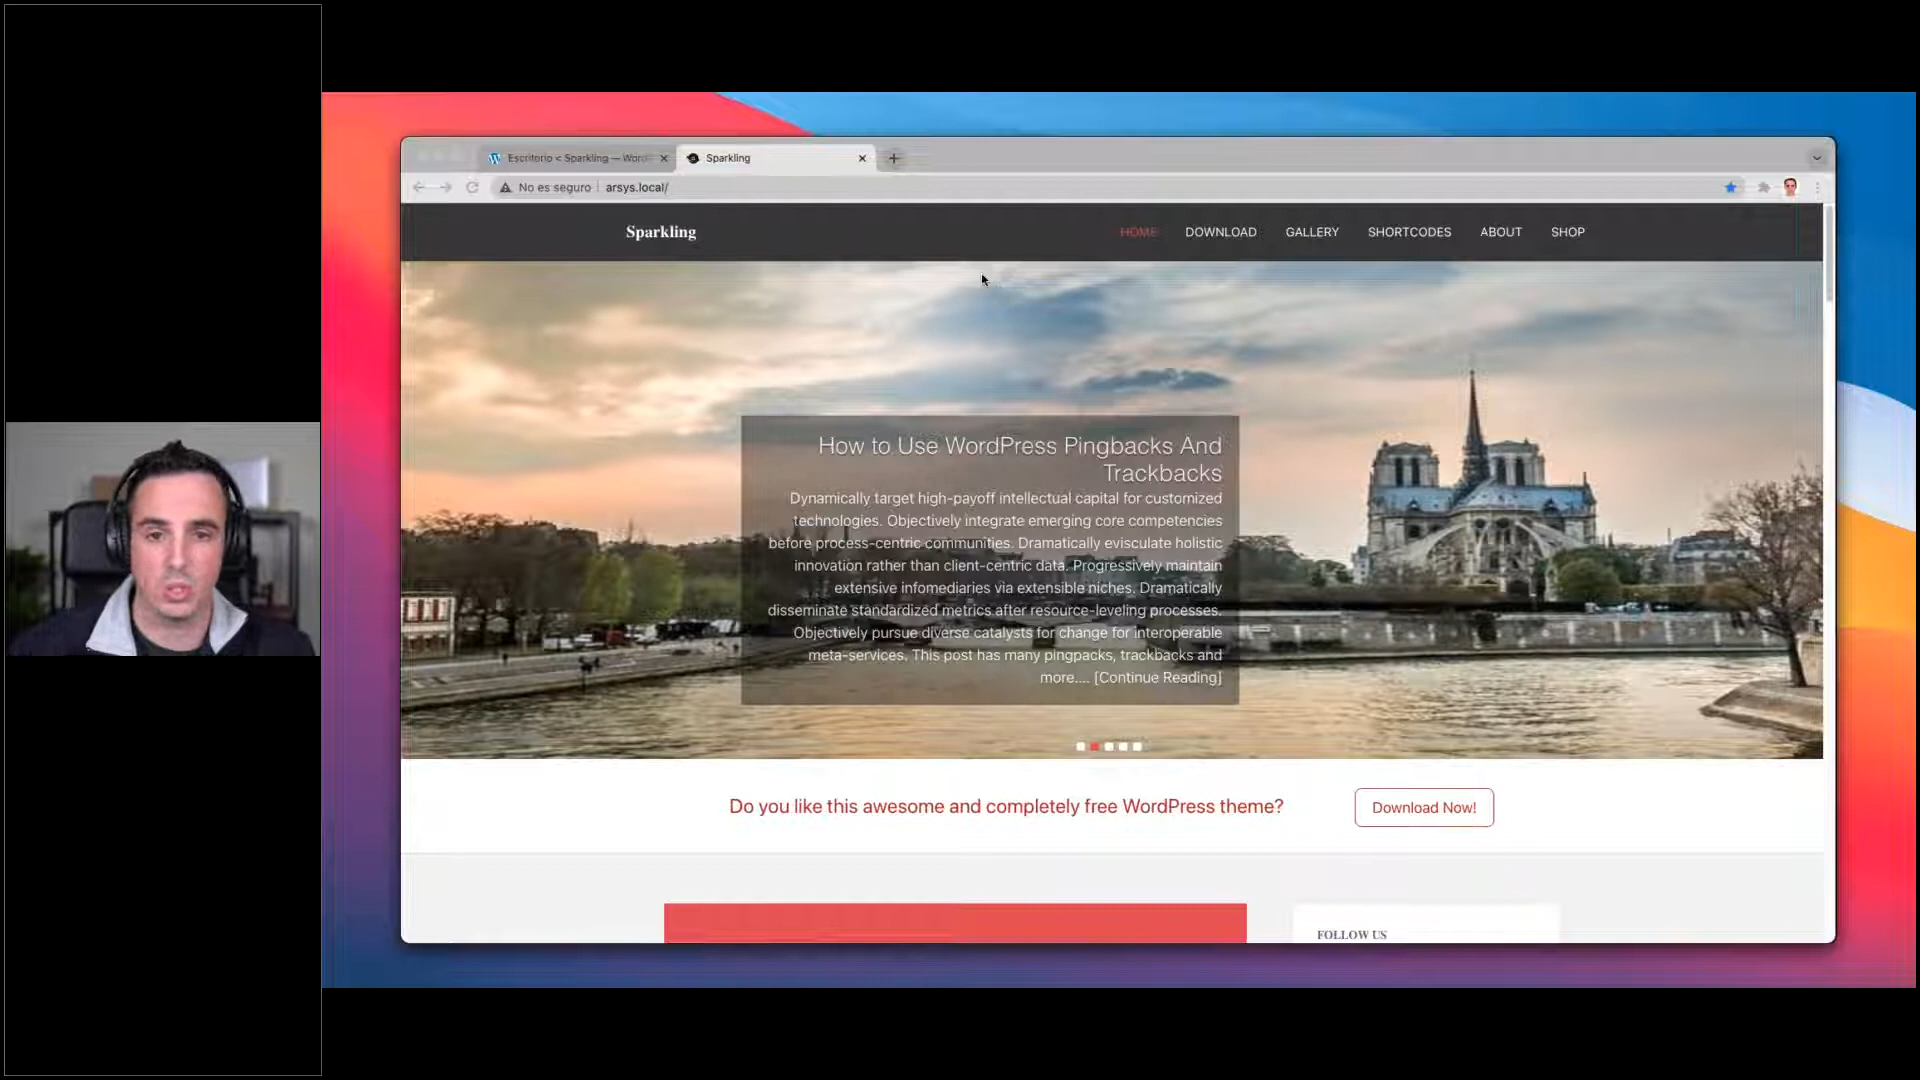 Escritorio < Sparkling — Word
Sparkling
No es seguro
arsys.local/
Sparkling
HOME
DOWNLOAD
GALLERY
SHORTCODES
ABOUT
SHOP
How to Use WordPress Pingbacks And
Trackbacks
Dynamically target high-payoff intellectual capital for customized
technologies. Objectively integrate emerging core competencies
before process-centric communities. Dramatically evisculate holistic
innovation rather than client-centric data. Progressively maintain
extensive infomediaries via extensible niches. Dramatically
disseminate standardized metrics after resource-leveling processes.
Objectively pursue diverse catalysts for change for interoperable
meta-services. This post has many pingpacks, trackbacks and
more.... [Continue Reading]
Do you like this awesome and completely free WordPress theme?
Download Now!
FOLLOW US